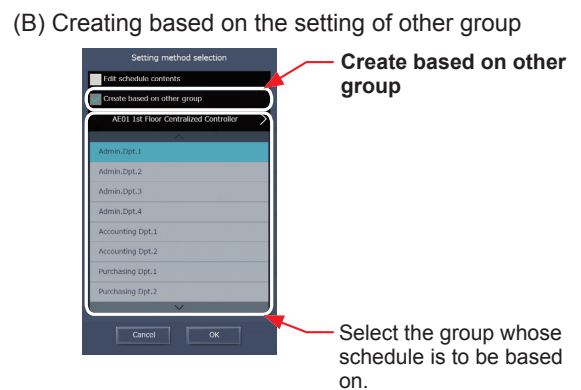 (B) Creating based on the setting of other group
Setting method selection
Edit schedule contents
Create based on other group
AE01 1st Floor Centralized Controller
Admin.Dpt.1
Admin.Dpt.2
Admin.Dpt.3
Admin.Dpt.4
Accounting Dpt.1
Accounting Dpt.2
Purchasing Dpt.1
Purchasing Dpt.2
Cancel OK
Create based on other
group
Select the group whose
schedule is to be based
on.